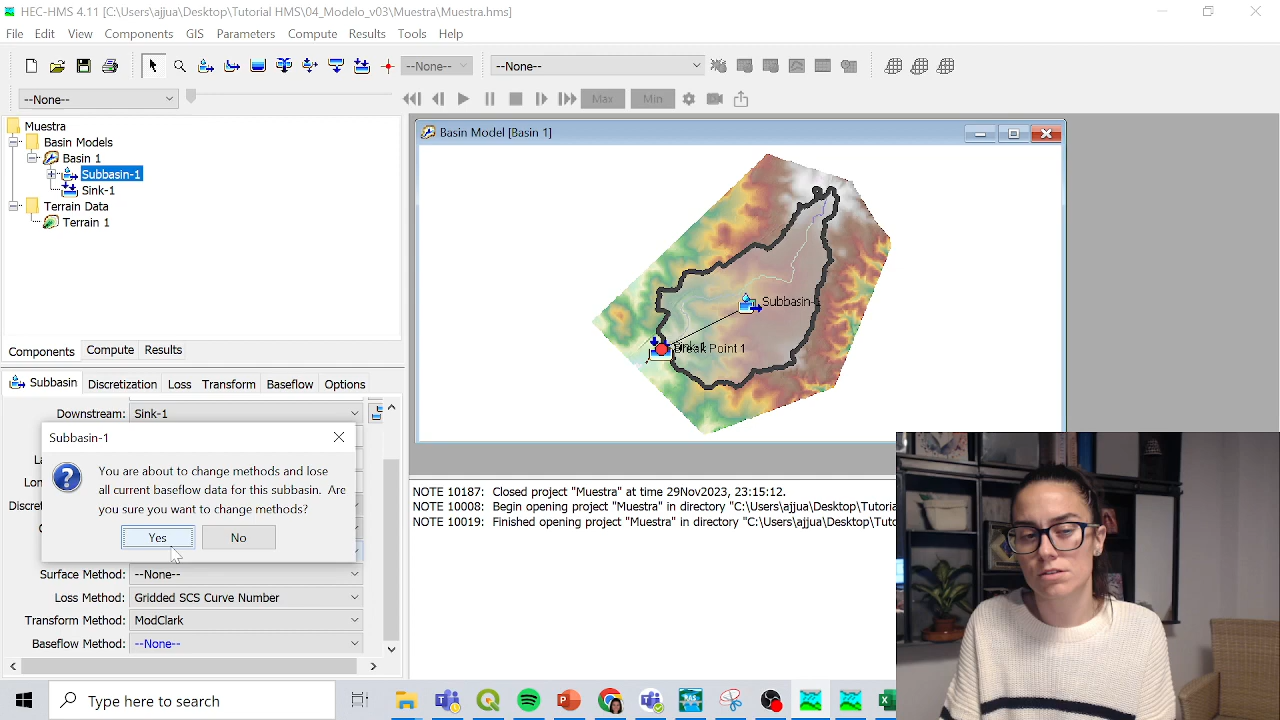 HEC-HMS 4.11 [C:\Users\ajjua\Desktop\Tutorial HMS\04_Modelo_v03\Muestra\Muestra.hms]
File Edit View Components GIS Parameters Compute Results Tools Help
--None-- --None--
--None-- Max Min
Muestra
Basin Models
Basin 1
Subbasin-1
Sink-1
Terrain Data
Terrain 1
Components Compute Results
Basin Model [Basin 1]
Subbasin-
Break Point 1
Subbasin Discretization Loss Transform Baseflow Options
Downstream: Sink-1
Subbasin-1
You are about to change methods and lose
all current baseflow data for this subbasin. Are
you sure you want to change methods?
Yes No
Surface Method: --None--
Loss Method: Gridded SCS Curve Number
Transform Method: ModClark
Baseflow Method: --None--
NOTE 10187: Closed project "Muestra" at time 29Nov2023, 23:15:12.
NOTE 10008: Begin opening project "Muestra" in directory "C:\Users\ajjua\Desktop\Tutoria
NOTE 10019: Finished opening project "Muestra" in directory "C:\Users\ajjua\Desktop\Tuto
Type here to search